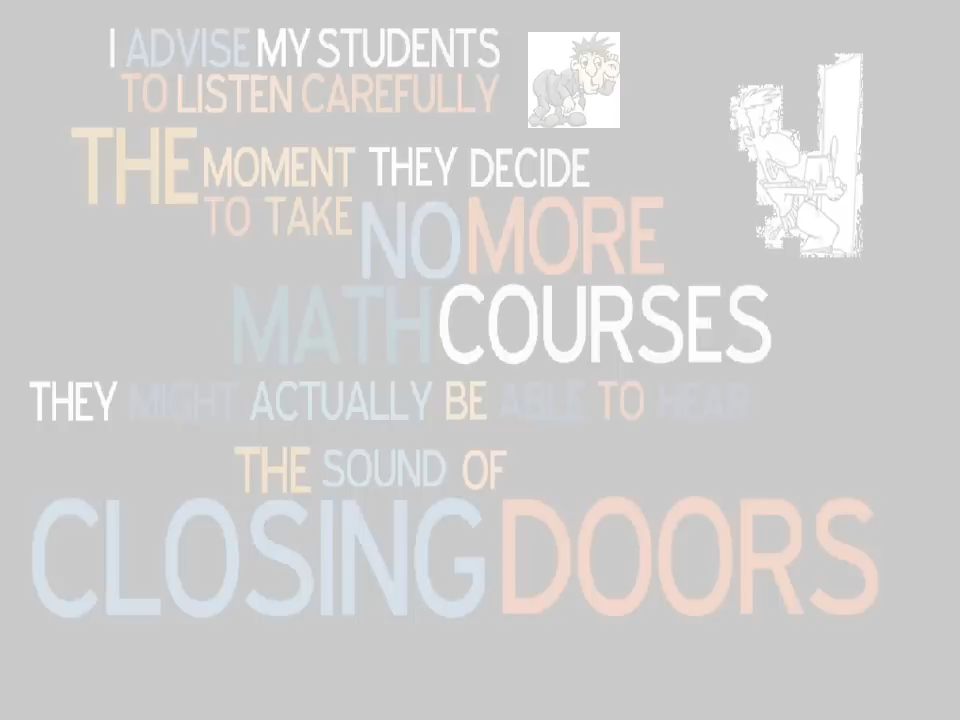 I ADVISE MY STUDENTS
TO LISTEN CAREFULLY
THE MOMENT THEY DECIDE
TO TAKE NO MORE
MATH COURSES
THEY MIGHT ACTUALLY BE ABLE TO HEAR
THE SOUND OF
CLOSING DOORS